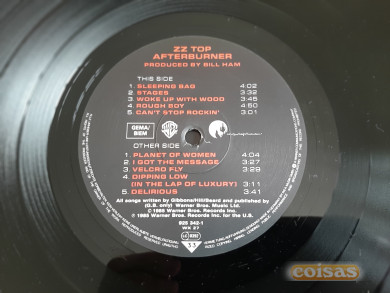 ZZ TOP
AFTERBURNER
PRODUCED BY BILL HAM
THIS SIDE
1. SLEEPING BAG 4:02
2. STAGES 3:32
3. WOKE UP WITH WOOD 3:45
4. ROUGH BOY 4:50
5. CAN'T STOP ROCKIN' 3:01
GEMA/
BIEM
OTHER SIDE
1. PLANET OF WOMEN 4:04
2. I GOT THE MESSAGE 3:27
3. VELCRO FLY 3:29
4. DIPPING LOW
(IN THE LAP OF LUXURY) 3:11
5. DELIRIOUS 3:41
All songs written by Gibbons/Hill/Beard and published by
(G.B. only) Warner Bros. Music Ltd.
℗ 1985 Warner Bros. Records Inc.
© 1985 Warner Bros. Records Inc. for the U.S.
925 342-1
WX 27
33
coisas